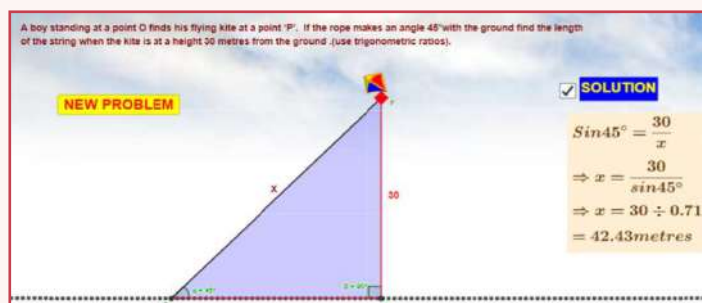 A boy standing at a point O finds his flying kite at a point 'P'. If the rope makes an angle 45°with the ground find the length
of the string when the kite is at a height 30 metres from the ground .(use trigonometric ratios).
NEW PROBLEM
SOLUTION
Sin45° = 30/x
⇒ x = 30/sin45°
⇒ x = 30 ÷ 0.71
= 42.43metres
X
30
α = 45°